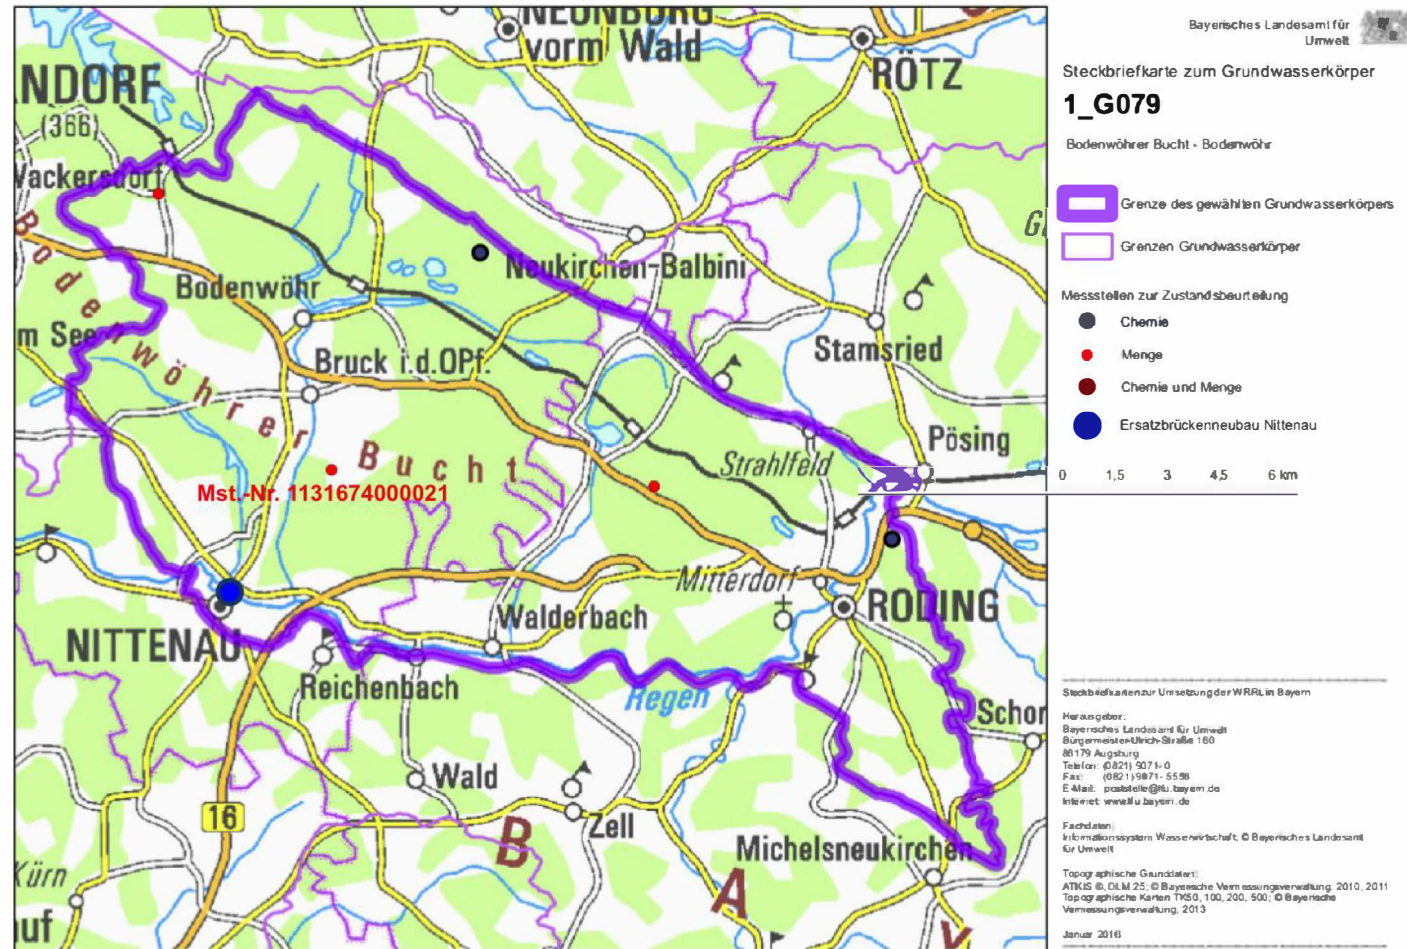 NEUNBURG
vorm Wald
RÖTZ
NDORF
(366)
Wackersdorf
Neukirchen-Balbini
Bodenwöhr
m See
Bruck i.d.OPf.
Stamsried
Bodenwöhrer Bucht
Pösing
Strahlfeld
Mst.-Nr. 1131674000021
Mitterdorf
RODING
Walderbach
NITTENAU
Reichenbach
Regen
Schor
Wald
16
Zell
B
A
Michelsneukirchen
Kürn
uf
Bayerisches Landesamt für
Umwelt
Steckbriefkarte zum Grundwasserkörper
1_G079
Bodenwöhrer Bucht - Bodenwöhr
Grenze des gewählten Grundwasserkörpers
Grenzen Grundwasserkörper
Messstellen zur Zustandsbeurteilung
Chemie
Menge
Chemie und Menge
Ersatzbrückenneubau Nittenau
0 1,5 3 4,5 6 km
Steckbriefkarten zur Umsetzung der WRRL in Bayern
Herausgeber:
Bayerisches Landesamt für Umwelt
Bürgermeister-Ulrich-Straße 160
86179 Augsburg
Telefon: (0821) 9071-0
Fax: (0821) 9071-5556
E-Mail: poststelle@lfu.bayern.de
Internet: www.lfu.bayern.de
Fachdaten:
Informationssystem Wasserwirtschaft; © Bayerisches Landesamt
für Umwelt
Topographische Grunddaten:
ATKIS ®, DLM 25; © Bayerische Vermessungsverwaltung, 2010, 2011
Topographische Karten TK50, 100, 200, 500; © Bayerische
Vermessungsverwaltung, 2013
Januar 2016